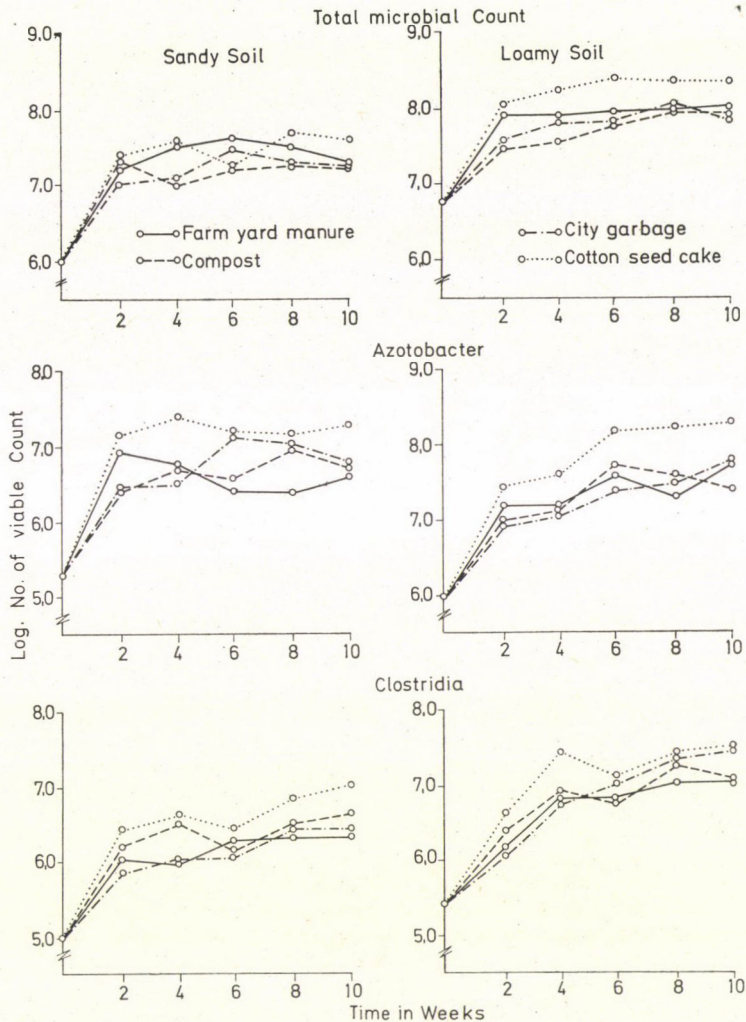 Total microbial Count
Sandy Soil
Loamy Soil
9.0
8.0
7.0
6.0
2 4 6 8 10
Farm yard manure
Compost
9.0
8.0
7.0
6.0
2 4 6 8 10
City garbage
Cotton seed cake
Azotobacter
8.0
7.0
6.0
5.0
2 4 6 8 10
9.0
8.0
7.0
6.0
2 4 6 8 10
Log. No. of viable Count
Clostridia
8.0
7.0
6.0
5.0
2 4 6 8 10
8.0
7.0
6.0
5.0
2 4 6 8 10
Time in Weeks